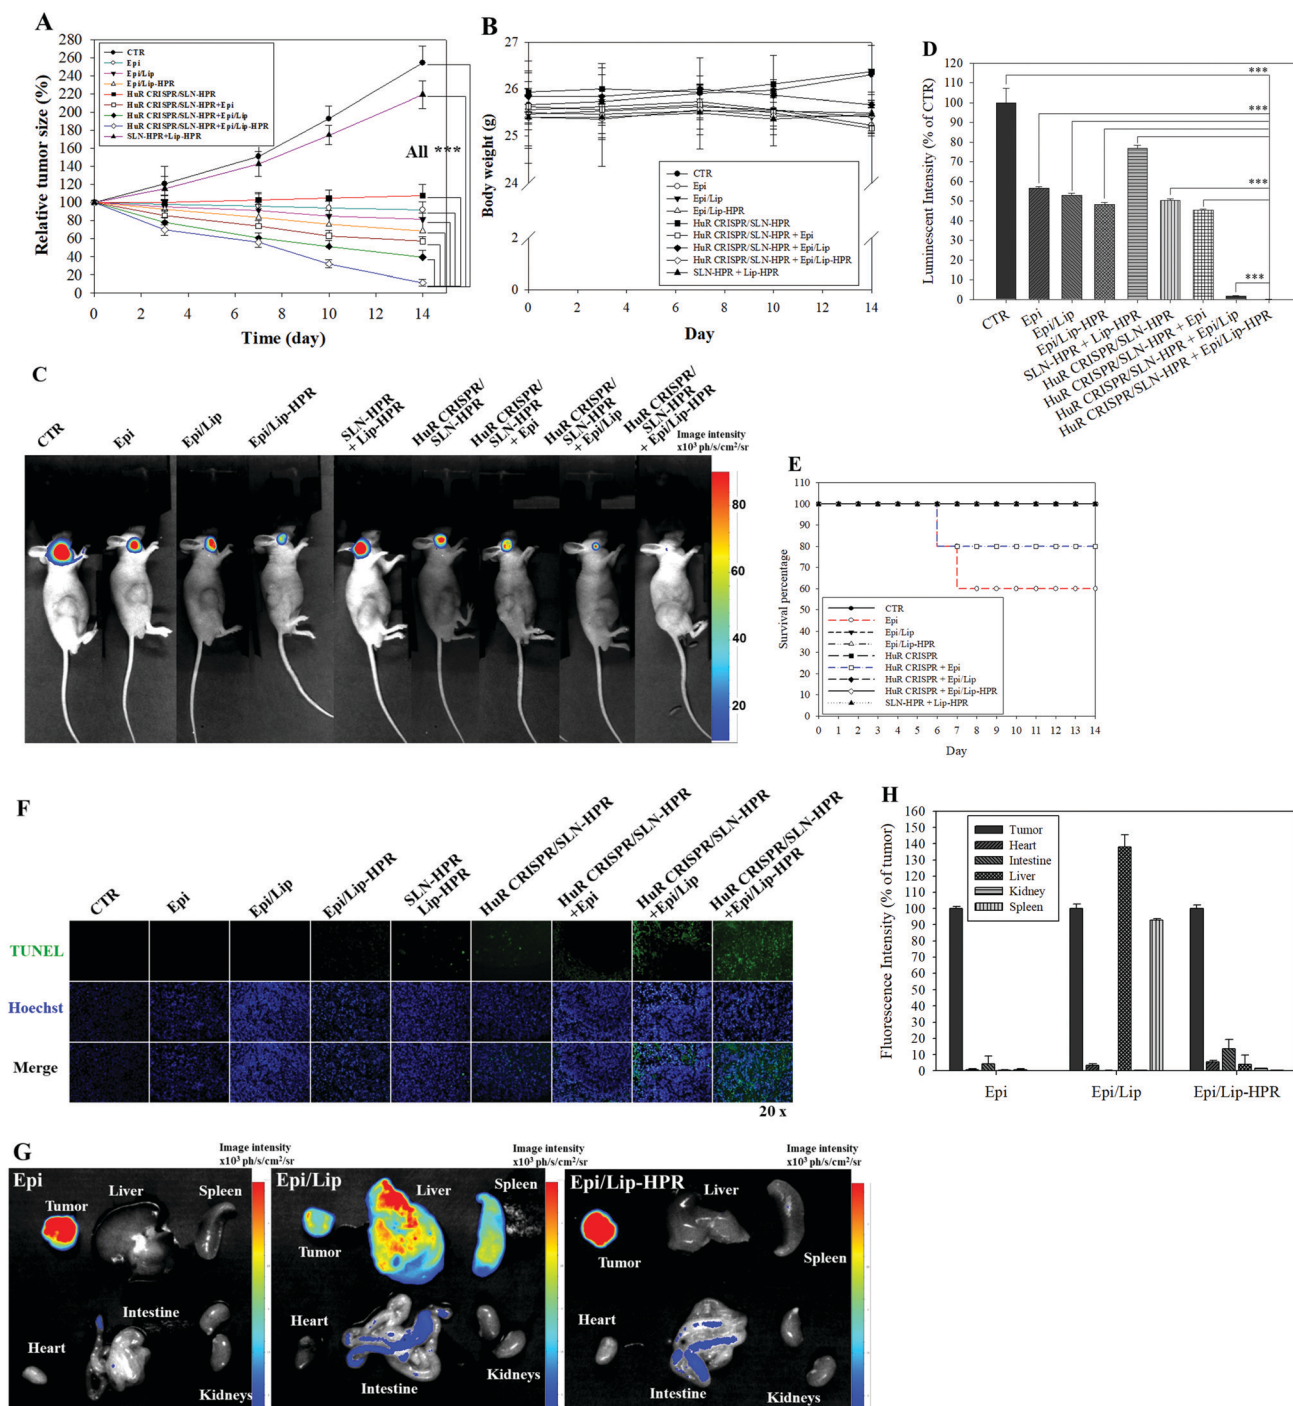 A
Relative tumor size (%)
280
260
240
220
200
180
160
140
120
100
80
60
40
20
0
CTR
Epi
Epi/Lip
Epi/Lip-HPR
HuR CRISPR/SLN-HPR
HuR CRISPR/SLN-HPR+Epi
HuR CRISPR/SLN-HPR+Epi/Lip
HuR CRISPR/SLN-HPR+Epi/Lip-HPR
SLN-HPR+Lip-HPR
All ***
0 2 4 6 8 10 12 14
Time (day)
B
Body weight (g)
27
26
25
24
2
0
CTR
Epi
Epi/Lip
Epi/Lip-HPR
HuR CRISPR/SLN-HPR
HuR CRISPR/SLN-HPR + Epi
HuR CRISPR/SLN-HPR + Epi/Lip
HuR CRISPR/SLN-HPR + Epi/Lip-HPR
SLN-HPR + Lip-HPR
0 2 4 6 8 10 12 14
Day
D
Luminescent Intensity (% of CTR)
110
100
90
80
70
60
50
40
30
20
10
0
***
***
***
***
CTR
Epi
Epi/Lip
Epi/Lip-HPR
SLN-HPR + Lip-HPR
HuR CRISPR/SLN-HPR
HuR CRISPR/SLN-HPR + Epi
HuR CRISPR/SLN-HPR + Epi/Lip
HuR CRISPR/SLN-HPR + Epi/Lip-HPR
C
CTR
Epi
Epi/Lip
Epi/Lip-HPR
SLN-HPR
+ Lip-HPR
HuR CRISPR/
SLN-HPR
HuR CRISPR/
SLN-HPR
+ Epi
HuR CRISPR/
SLN-HPR
+ Epi/Lip
HuR CRISPR/
SLN-HPR
+ Epi/Lip-HPR
Image intensity
x10³ ph/s/cm²/sr
80
60
40
20
E
Survival percentage
110
100
90
80
70
60
50
40
30
20
10
0
CTR
Epi
Epi/Lip
Epi/Lip-HPR
HuR CRISPR
HuR CRISPR + Epi
HuR CRISPR + Epi/Lip
HuR CRISPR + Epi/Lip-HPR
SLN-HPR + Lip-HPR
0 1 2 3 4 5 6 7 8 9 10 11 12 13 14
Day
F
CTR
Epi
Epi/Lip
Epi/Lip-HPR
SLN-HPR
Lip-HPR
HuR CRISPR/SLN-HPR
HuR CRISPR/SLN-HPR
+Epi
HuR CRISPR/SLN-HPR
+Epi/Lip
HuR CRISPR/SLN-HPR
+Epi/Lip-HPR
TUNEL
Hoechst
Merge
20 x
H
Fluorescence Intensity (% of tumor)
160
150
140
130
120
110
100
90
80
70
60
50
40
30
20
10
0
Tumor
Heart
Intestine
Liver
Kidney
Spleen
Epi Epi/Lip Epi/Lip-HPR
G
Image intensity
x10³ ph/s/cm²/sr
Epi
Tumor
Liver
Spleen
Intestine
Heart
Kidneys
Image intensity
x10³ ph/s/cm²/sr
Epi/Lip
Liver
Spleen
Tumor
Heart
Intestine
Kidneys
Image intensity
x10³ ph/s/cm²/sr
Epi/Lip-HPR
Liver
Tumor
Spleen
Heart
Intestine
Kidneys